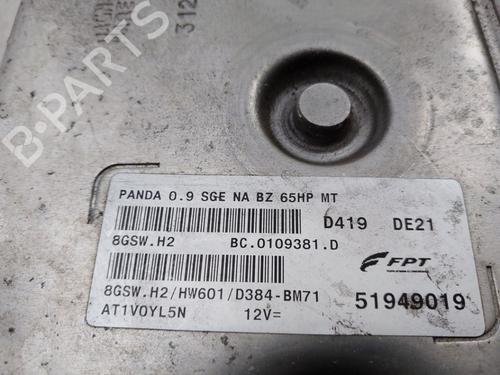 B-PARTS
312
PANDA 0.9 SGE NA BZ 65HP MT
D419 DE21
8GSW.H2 BC.0109381.D
FPT
8GSW.H2/HW601/D384-BM71 51949019
AT1V0YL5N 12V=